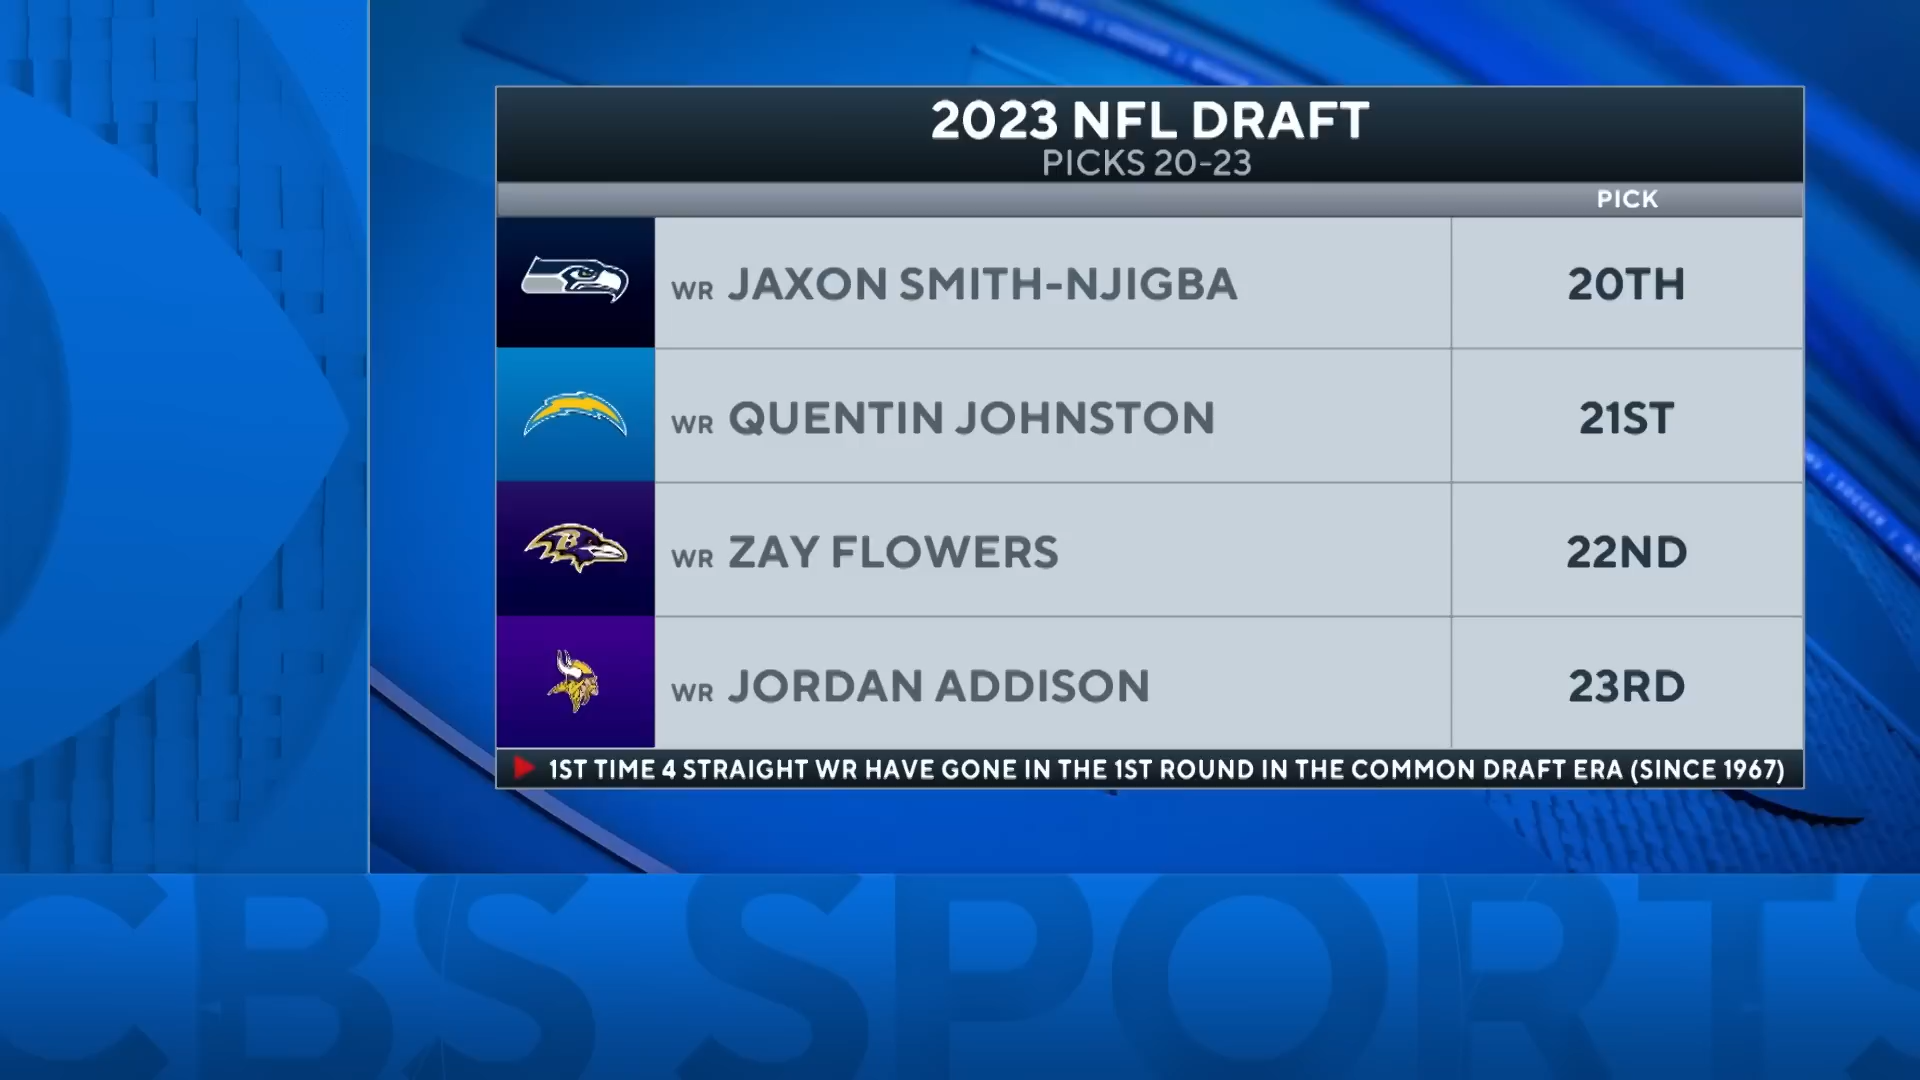 2023 NFL DRAFT
PICKS 20-23
PICK
WR JAXON SMITH-NJIGBA 20TH
WR QUENTIN JOHNSTON 21ST
WR ZAY FLOWERS 22ND
WR JORDAN ADDISON 23RD
1ST TIME 4 STRAIGHT WR HAVE GONE IN THE 1ST ROUND IN THE COMMON DRAFT ERA (SINCE 1967)
CBS SPORTS